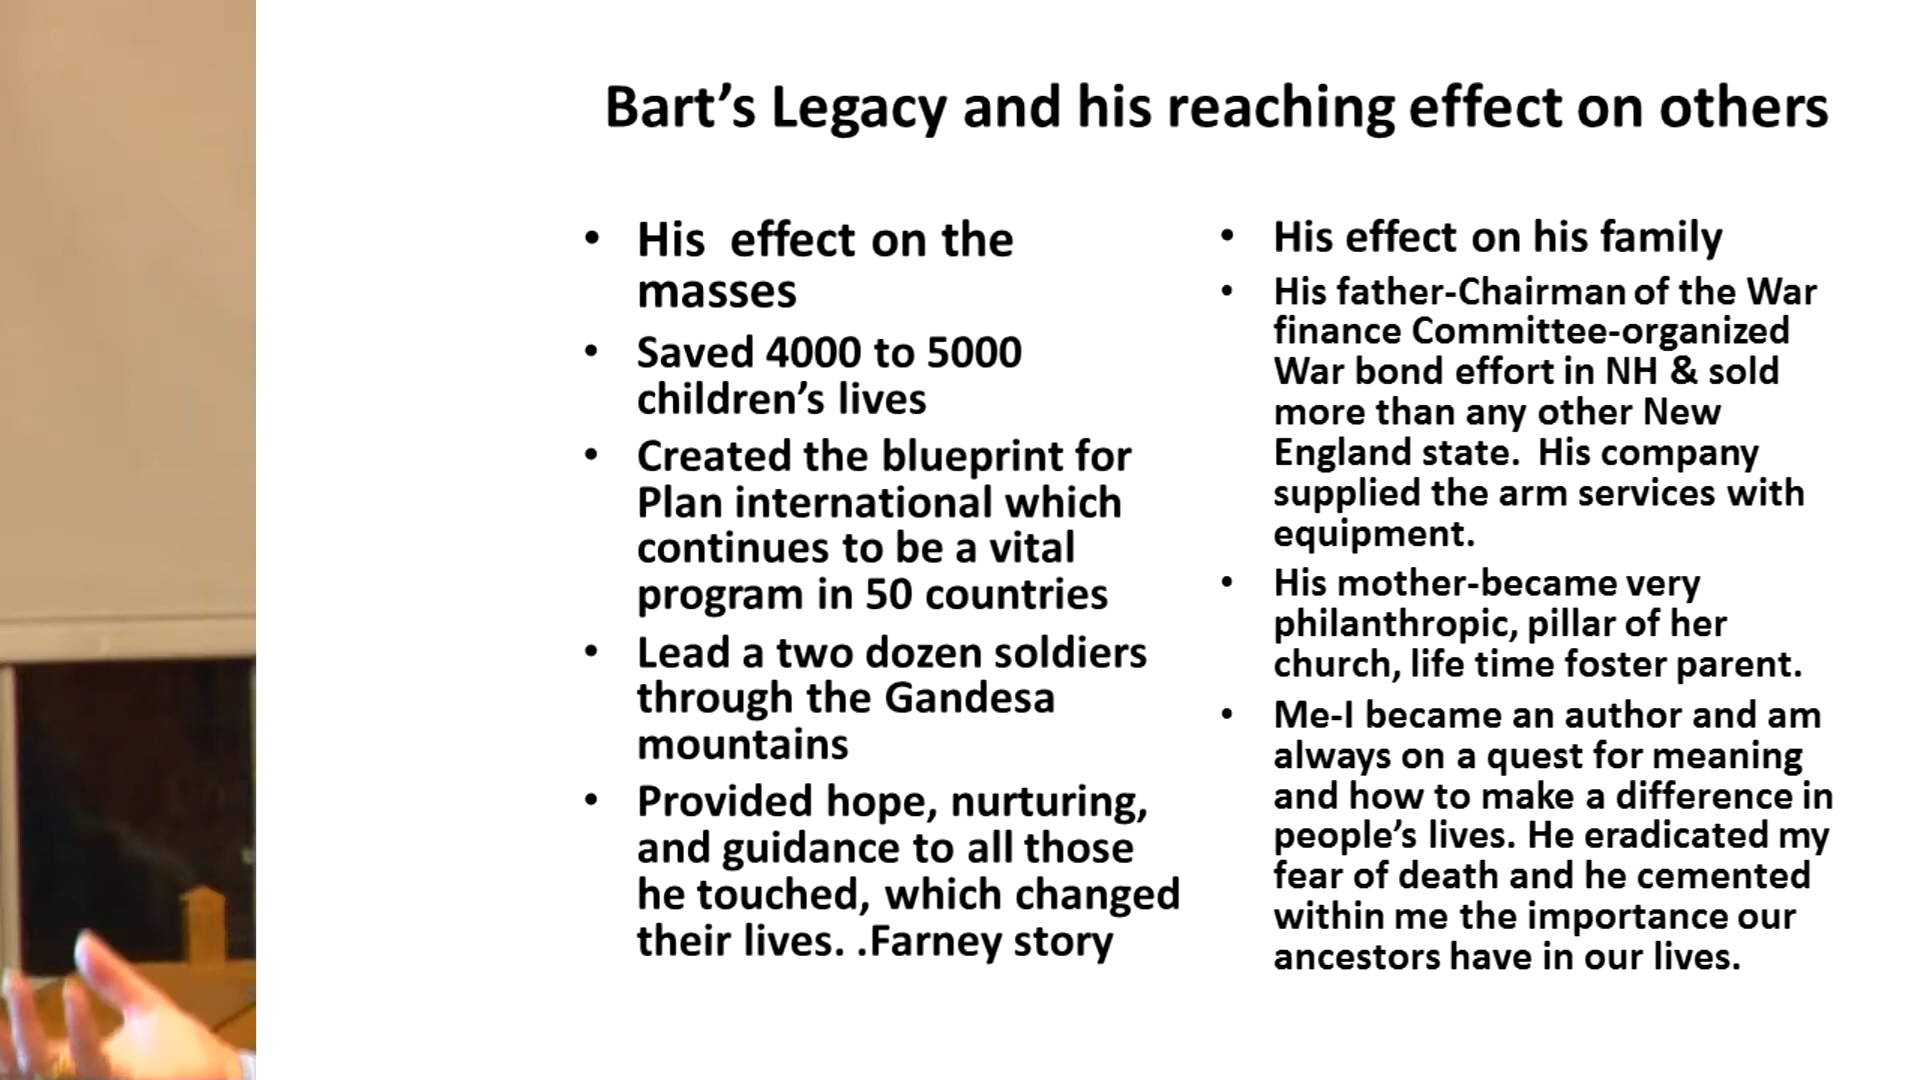 Bart's Legacy and his reaching effect on others
• His  effect on the
masses
• Saved 4000 to 5000
children's lives
• Created the blueprint for
Plan international which
continues to be a vital
program in 50 countries
• Lead a two dozen soldiers
through the Gandesa
mountains
• Provided hope, nurturing,
and guidance to all those
he touched, which changed
their lives. .Farney story
• His effect on his family
• His father-Chairman of the War
finance Committee-organized
War bond effort in NH & sold
more than any other New
England state.  His company
supplied the arm services with
equipment.
• His mother-became very
philanthropic, pillar of her
church, life time foster parent.
• Me-I became an author and am
always on a quest for meaning
and how to make a difference in
people's lives. He eradicated my
fear of death and he cemented
within me the importance our
ancestors have in our lives.